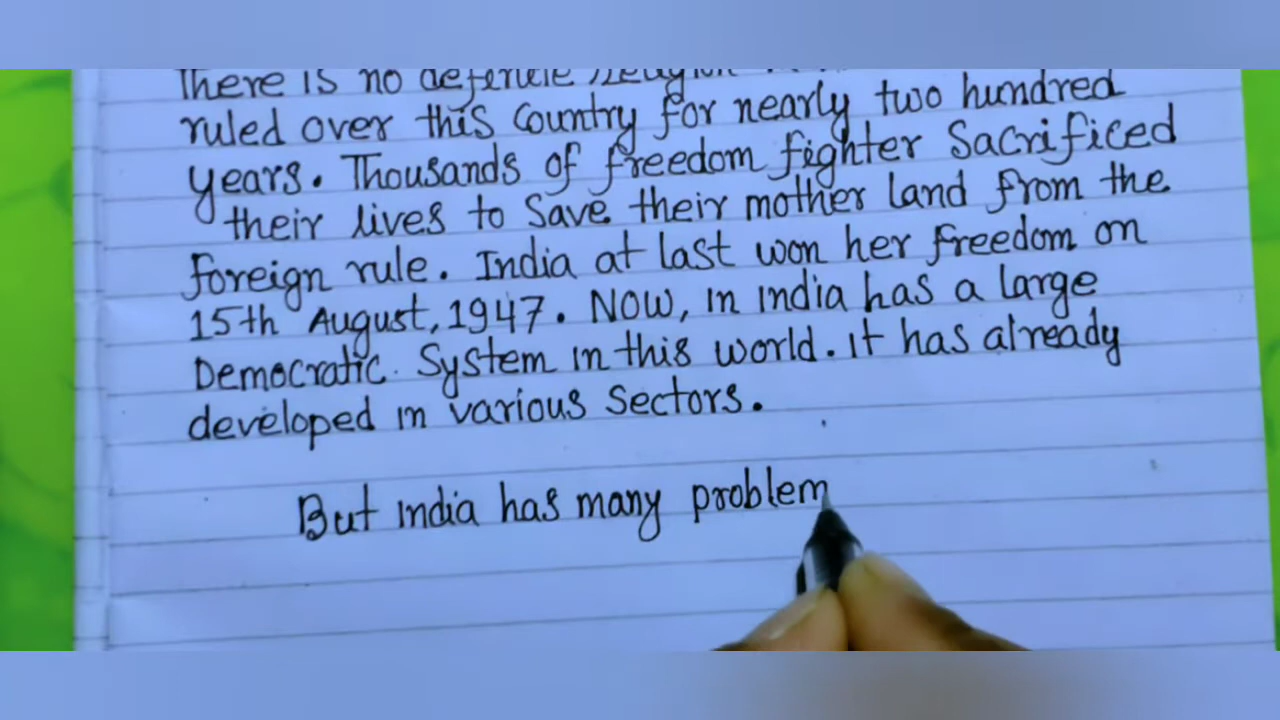 There is no
ruled over this Country for nearly two hundred
years. Thousands of freedom fighter Sacrificed
their lives to Save their mother land from the
foreign rule. India at last won her freedom on
15th August, 1947. NOW, in india has a large
Democratic System in this world. it has already
developed in various Sectors.
But india has many problem